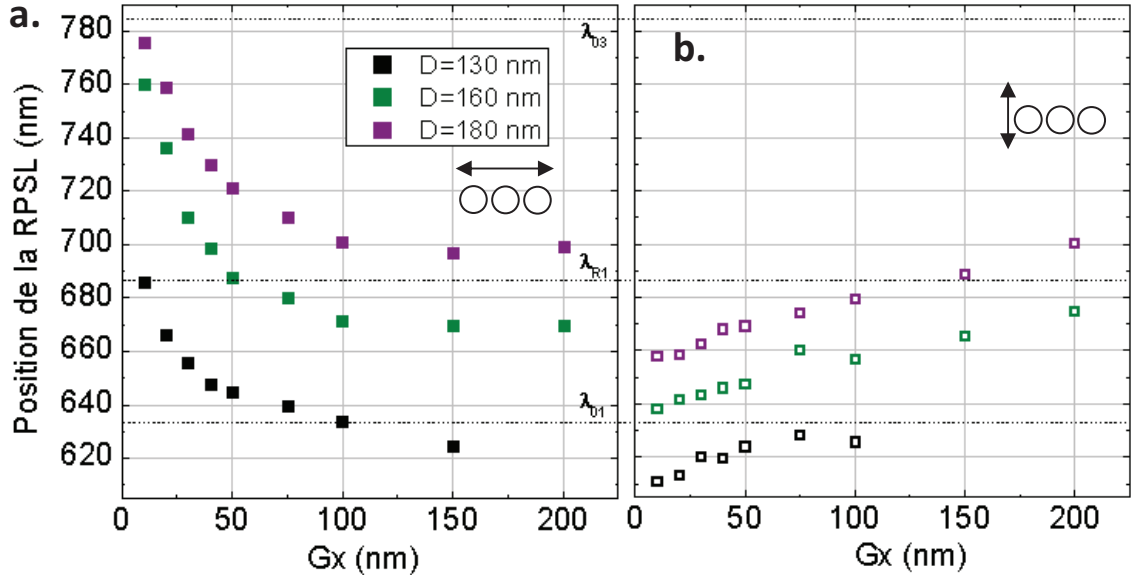 a.
b.
Position de la RPSL (nm)
780
760
740
720
700
680
660
640
620
λ03
λR1
λ01
D=130 nm
D=160 nm
D=180 nm
0 50 100 150 200
0 50 100 150 200
Gx (nm)
Gx (nm)